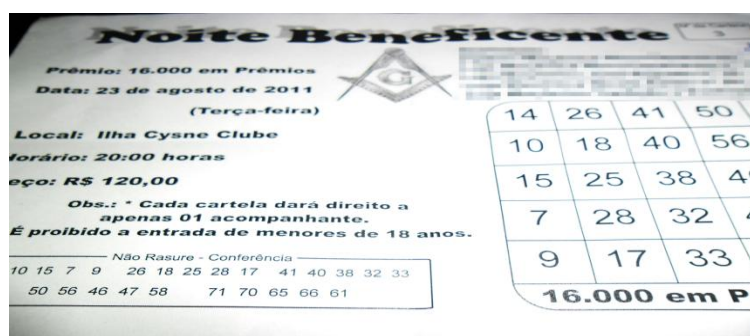 Noite Beneficente
Prêmio: 16.000 em Prêmios
Data: 23 de agosto de 2011
(Terça-feira)
Local: Ilha Cysne Clube
Horário: 20:00 horas
eço: R$ 120,00
Obs.: * Cada cartela dará direito a
apenas 01 acompanhante.
É proibido a entrada de menores de 18 anos.
Não Rasure - Conferência
10 15 7 9 26 18 25 28 17 41 40 38 32 33
50 56 46 47 58 71 70 65 66 61
G
14 26 41 50
10 18 40 56
15 25 38
7 28 32
9 17 33
16.000 em P